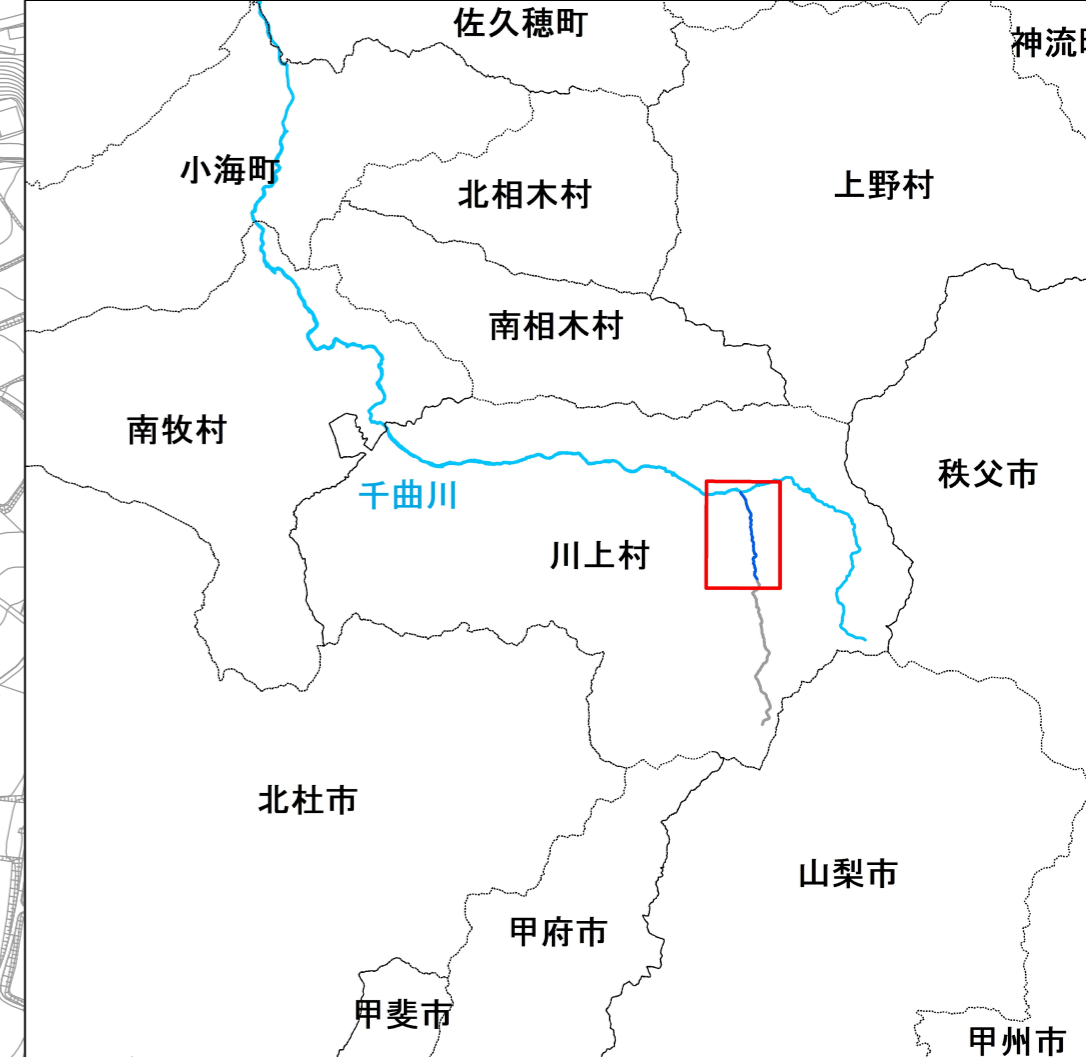 佐久穂町
神流町
小海町
北相木村
上野村
南相木村
南牧村
秩父市
千曲川
川上村
北杜市
山梨市
甲府市
甲斐市
甲州市